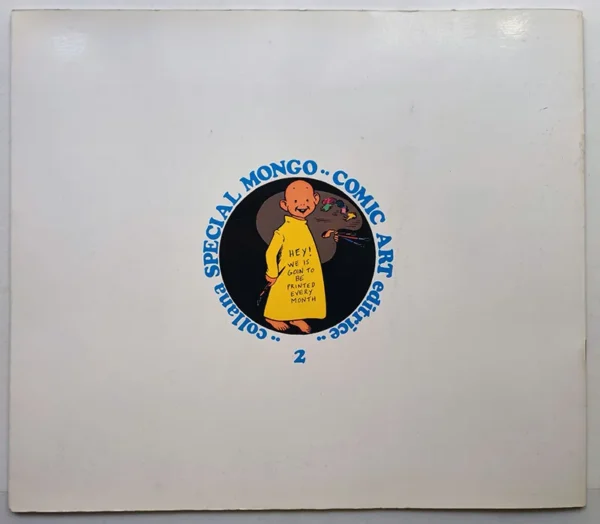 collana SPECIAL MONGO .. COMIC ART editrice ..
HEY!
WE IS
GOIN TO
BE
PRINTED
EVERY
MONTH
2